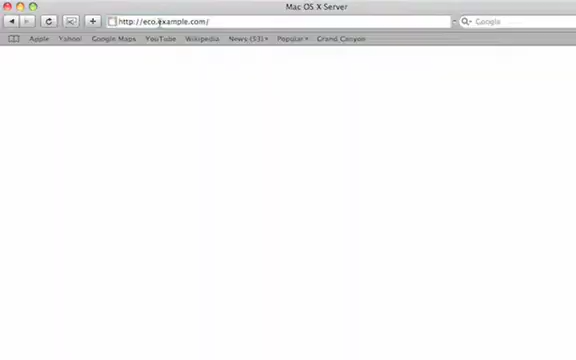 Mac OS X Server
http://eco.example.com/
Google
Apple Yahoo! Google Maps YouTube Wikipedia News (53) Popular Grand Canyon